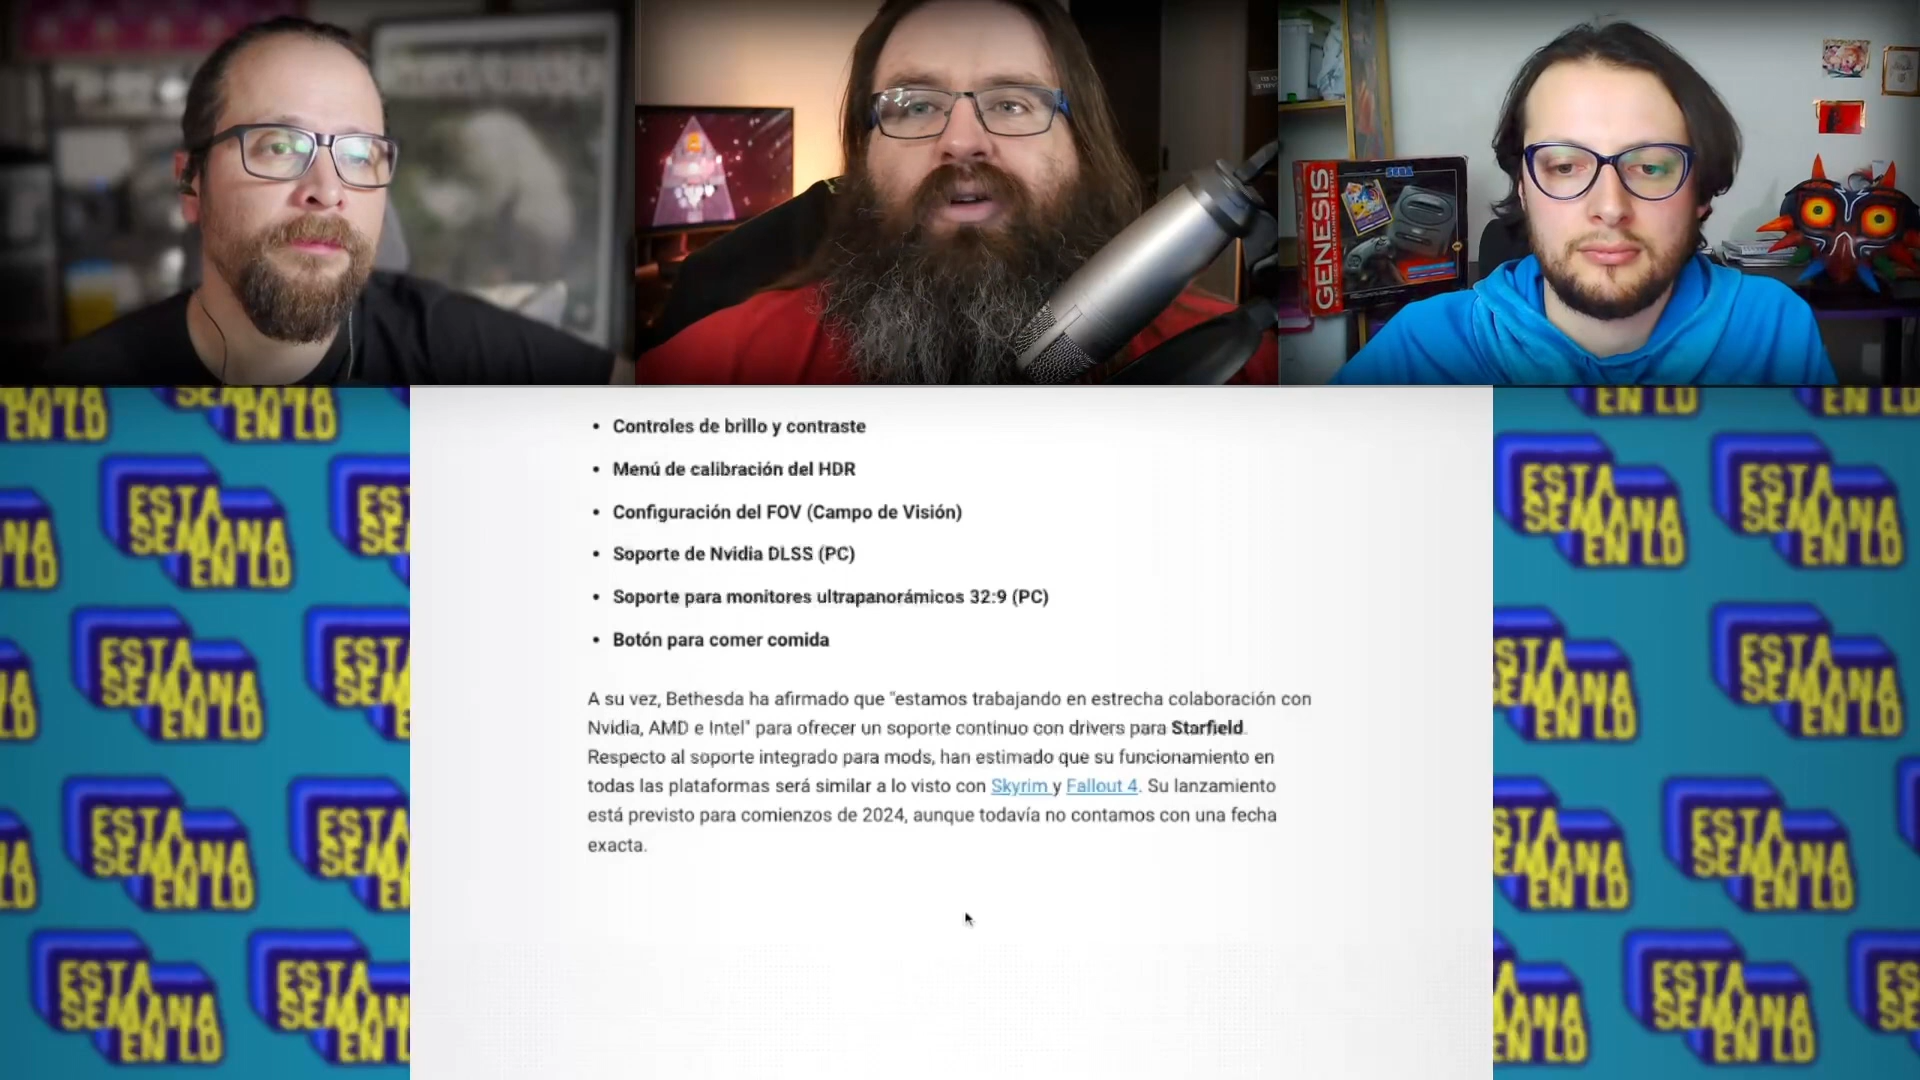 GENESIS
SEGA
• Controles de brillo y contraste
• Menú de calibración del HDR
• Configuración del FOV (Campo de Visión)
• Soporte de Nvidia DLSS (PC)
• Soporte para monitores ultrapanorámicos 32:9 (PC)
• Botón para comer comida
A su vez, Bethesda ha afirmado que "estamos trabajando en estrecha colaboración con
Nvidia, AMD e Intel" para ofrecer un soporte continuo con drivers para Starfield.
Respecto al soporte integrado para mods, han estimado que su funcionamiento en
todas las plataformas será similar a lo visto con Skyrim y Fallout 4. Su lanzamiento
está previsto para comienzos de 2024, aunque todavía no contamos con una fecha
exacta.
ESTA
SEMANA
EN LD